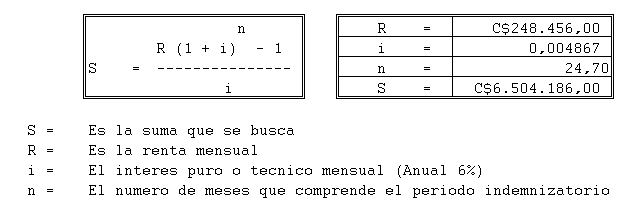 n
R (1 + i)  - 1
S   =  ---------------
i
R   =   C$248.456,00
i   =   0,004867
n   =   24,70
S   =   C$6.504.186,00
S =   Es la suma que se busca
R =   Es la renta mensual
i =   El interes puro o tecnico mensual (Anual 6%)
n =   El numero de meses que comprende el periodo indemnizatorio